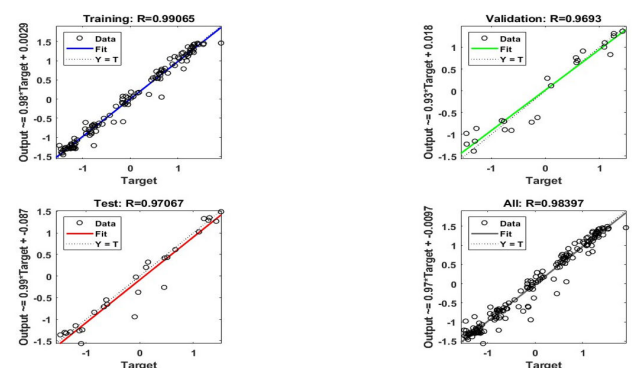 Training: R=0.99065
Output ~= 0.98*Target + 0.0029
1.5
1
0.5
0
-0.5
-1
-1.5
Data
Fit
Y = T
-1 0 1
Target
Validation: R=0.9693
Output ~= 0.93*Target + 0.018
1
0.5
0
-0.5
-1
-1.5
Data
Fit
Y = T
-1 0 1
Target
Test: R=0.97067
Output ~= 0.99*Target + -0.087
1.5
1
0.5
0
-0.5
-1
-1.5
Data
Fit
Y = T
-1 0 1
Target
All: R=0.98397
Output ~= 0.97*Target + -0.0097
1.5
1
0.5
0
-0.5
-1
-1.5
Data
Fit
Y = T
-1 0 1
Target